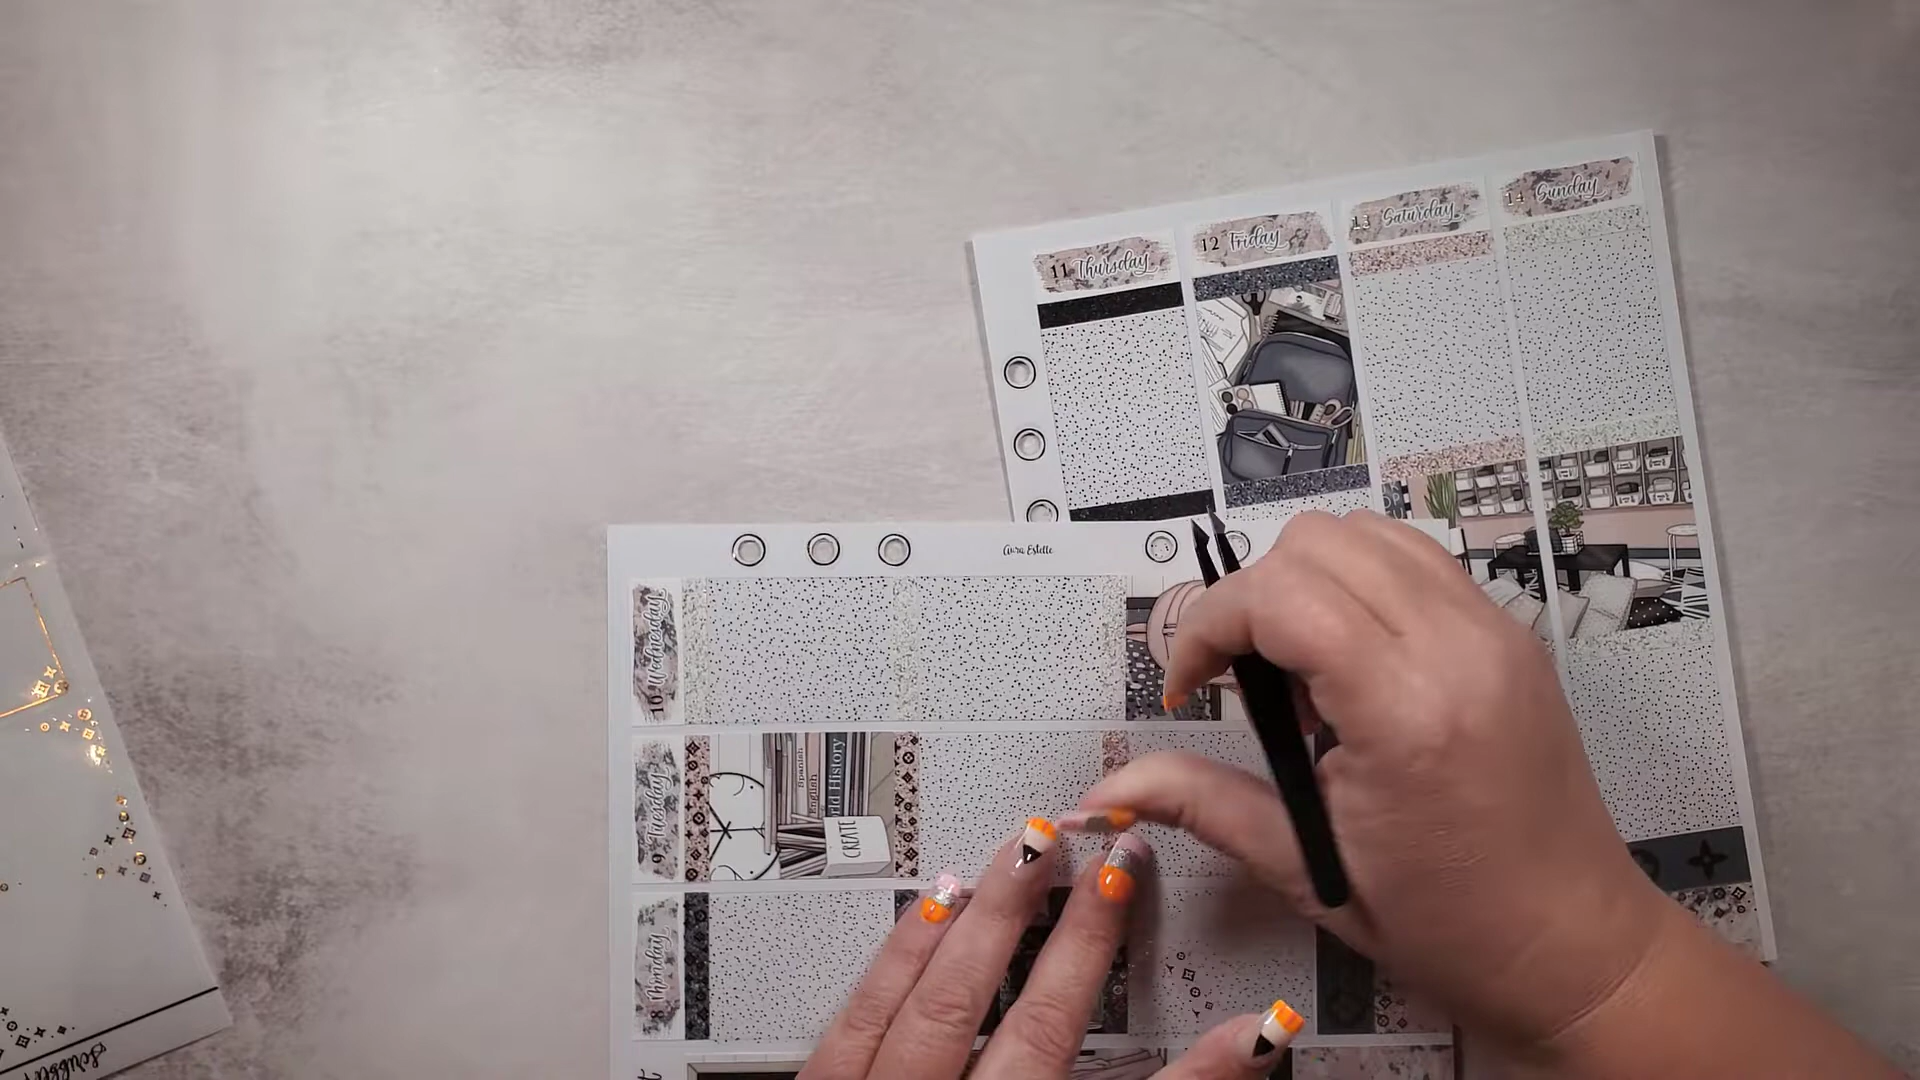 11 Thursday
12 Friday
13 Saturday
14 Sunday
Aura Estelle
10 Wednesday
9 Tuesday
Spanish
English
World History
CREATE
8 Monday